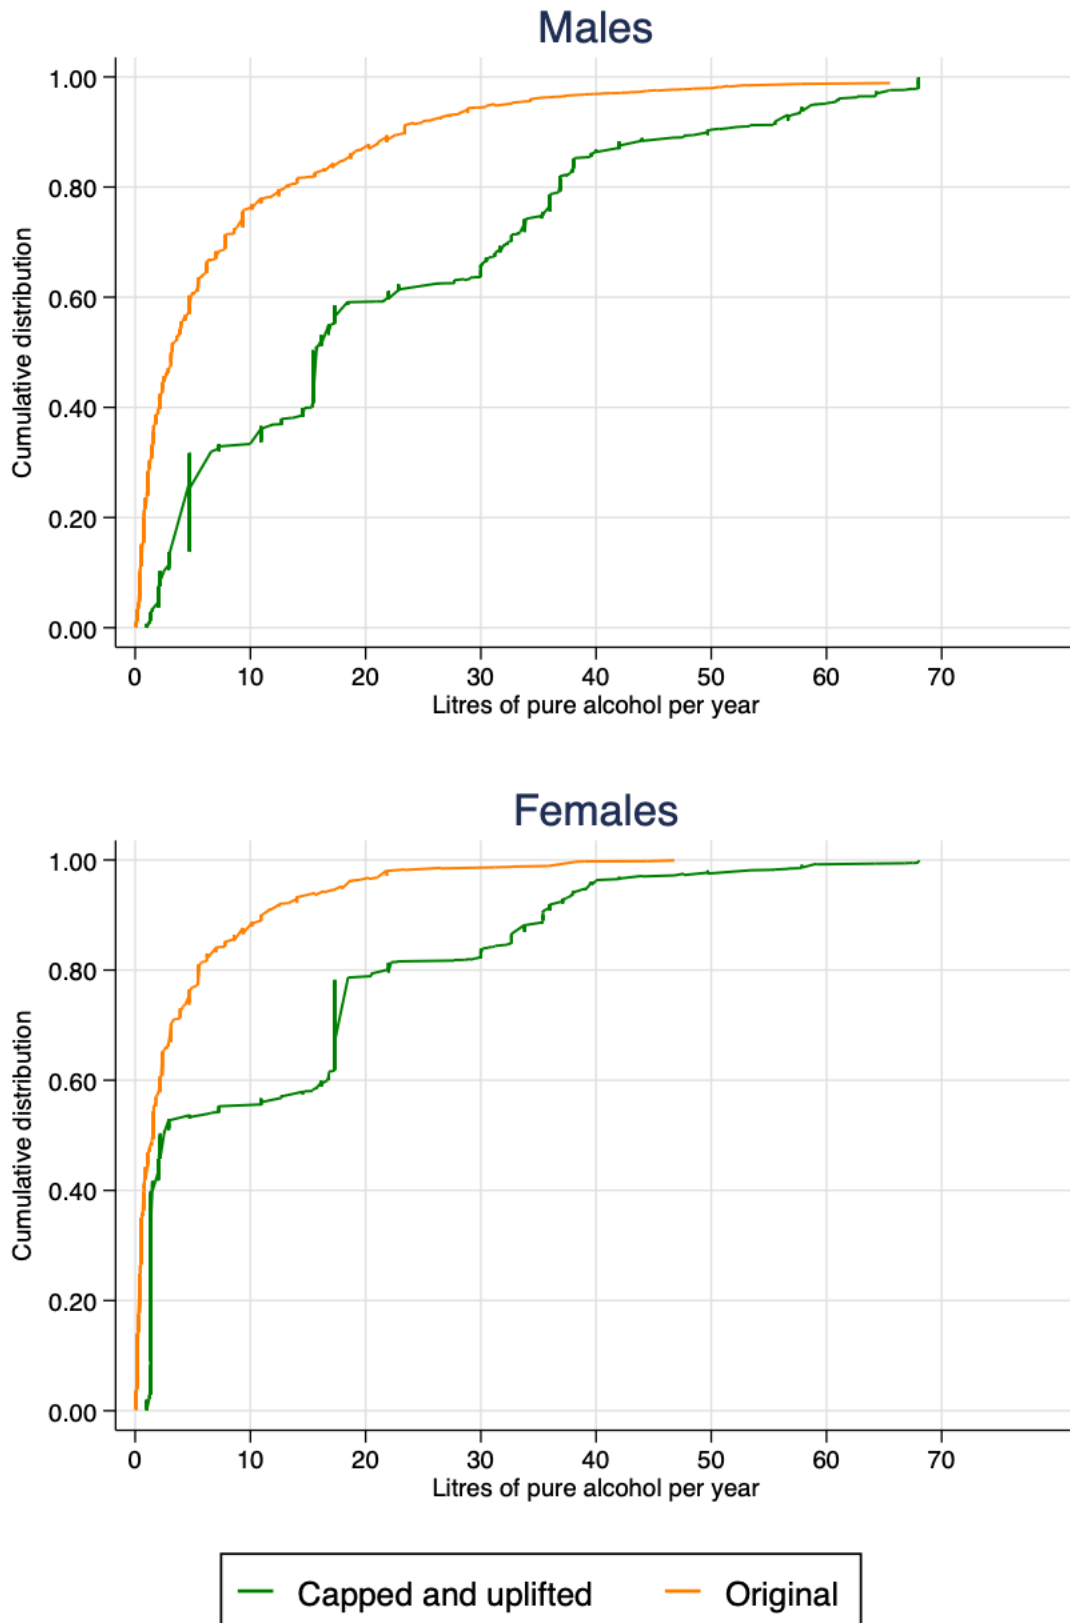 Males
Cumulative distribution
1.00
0.80
0.60
0.40
0.20
0.00
0 10 20 30 40 50 60 70
Litres of pure alcohol per year
Females
Cumulative distribution
1.00
0.80
0.60
0.40
0.20
0.00
0 10 20 30 40 50 60 70
Litres of pure alcohol per year
Capped and uplifted Original